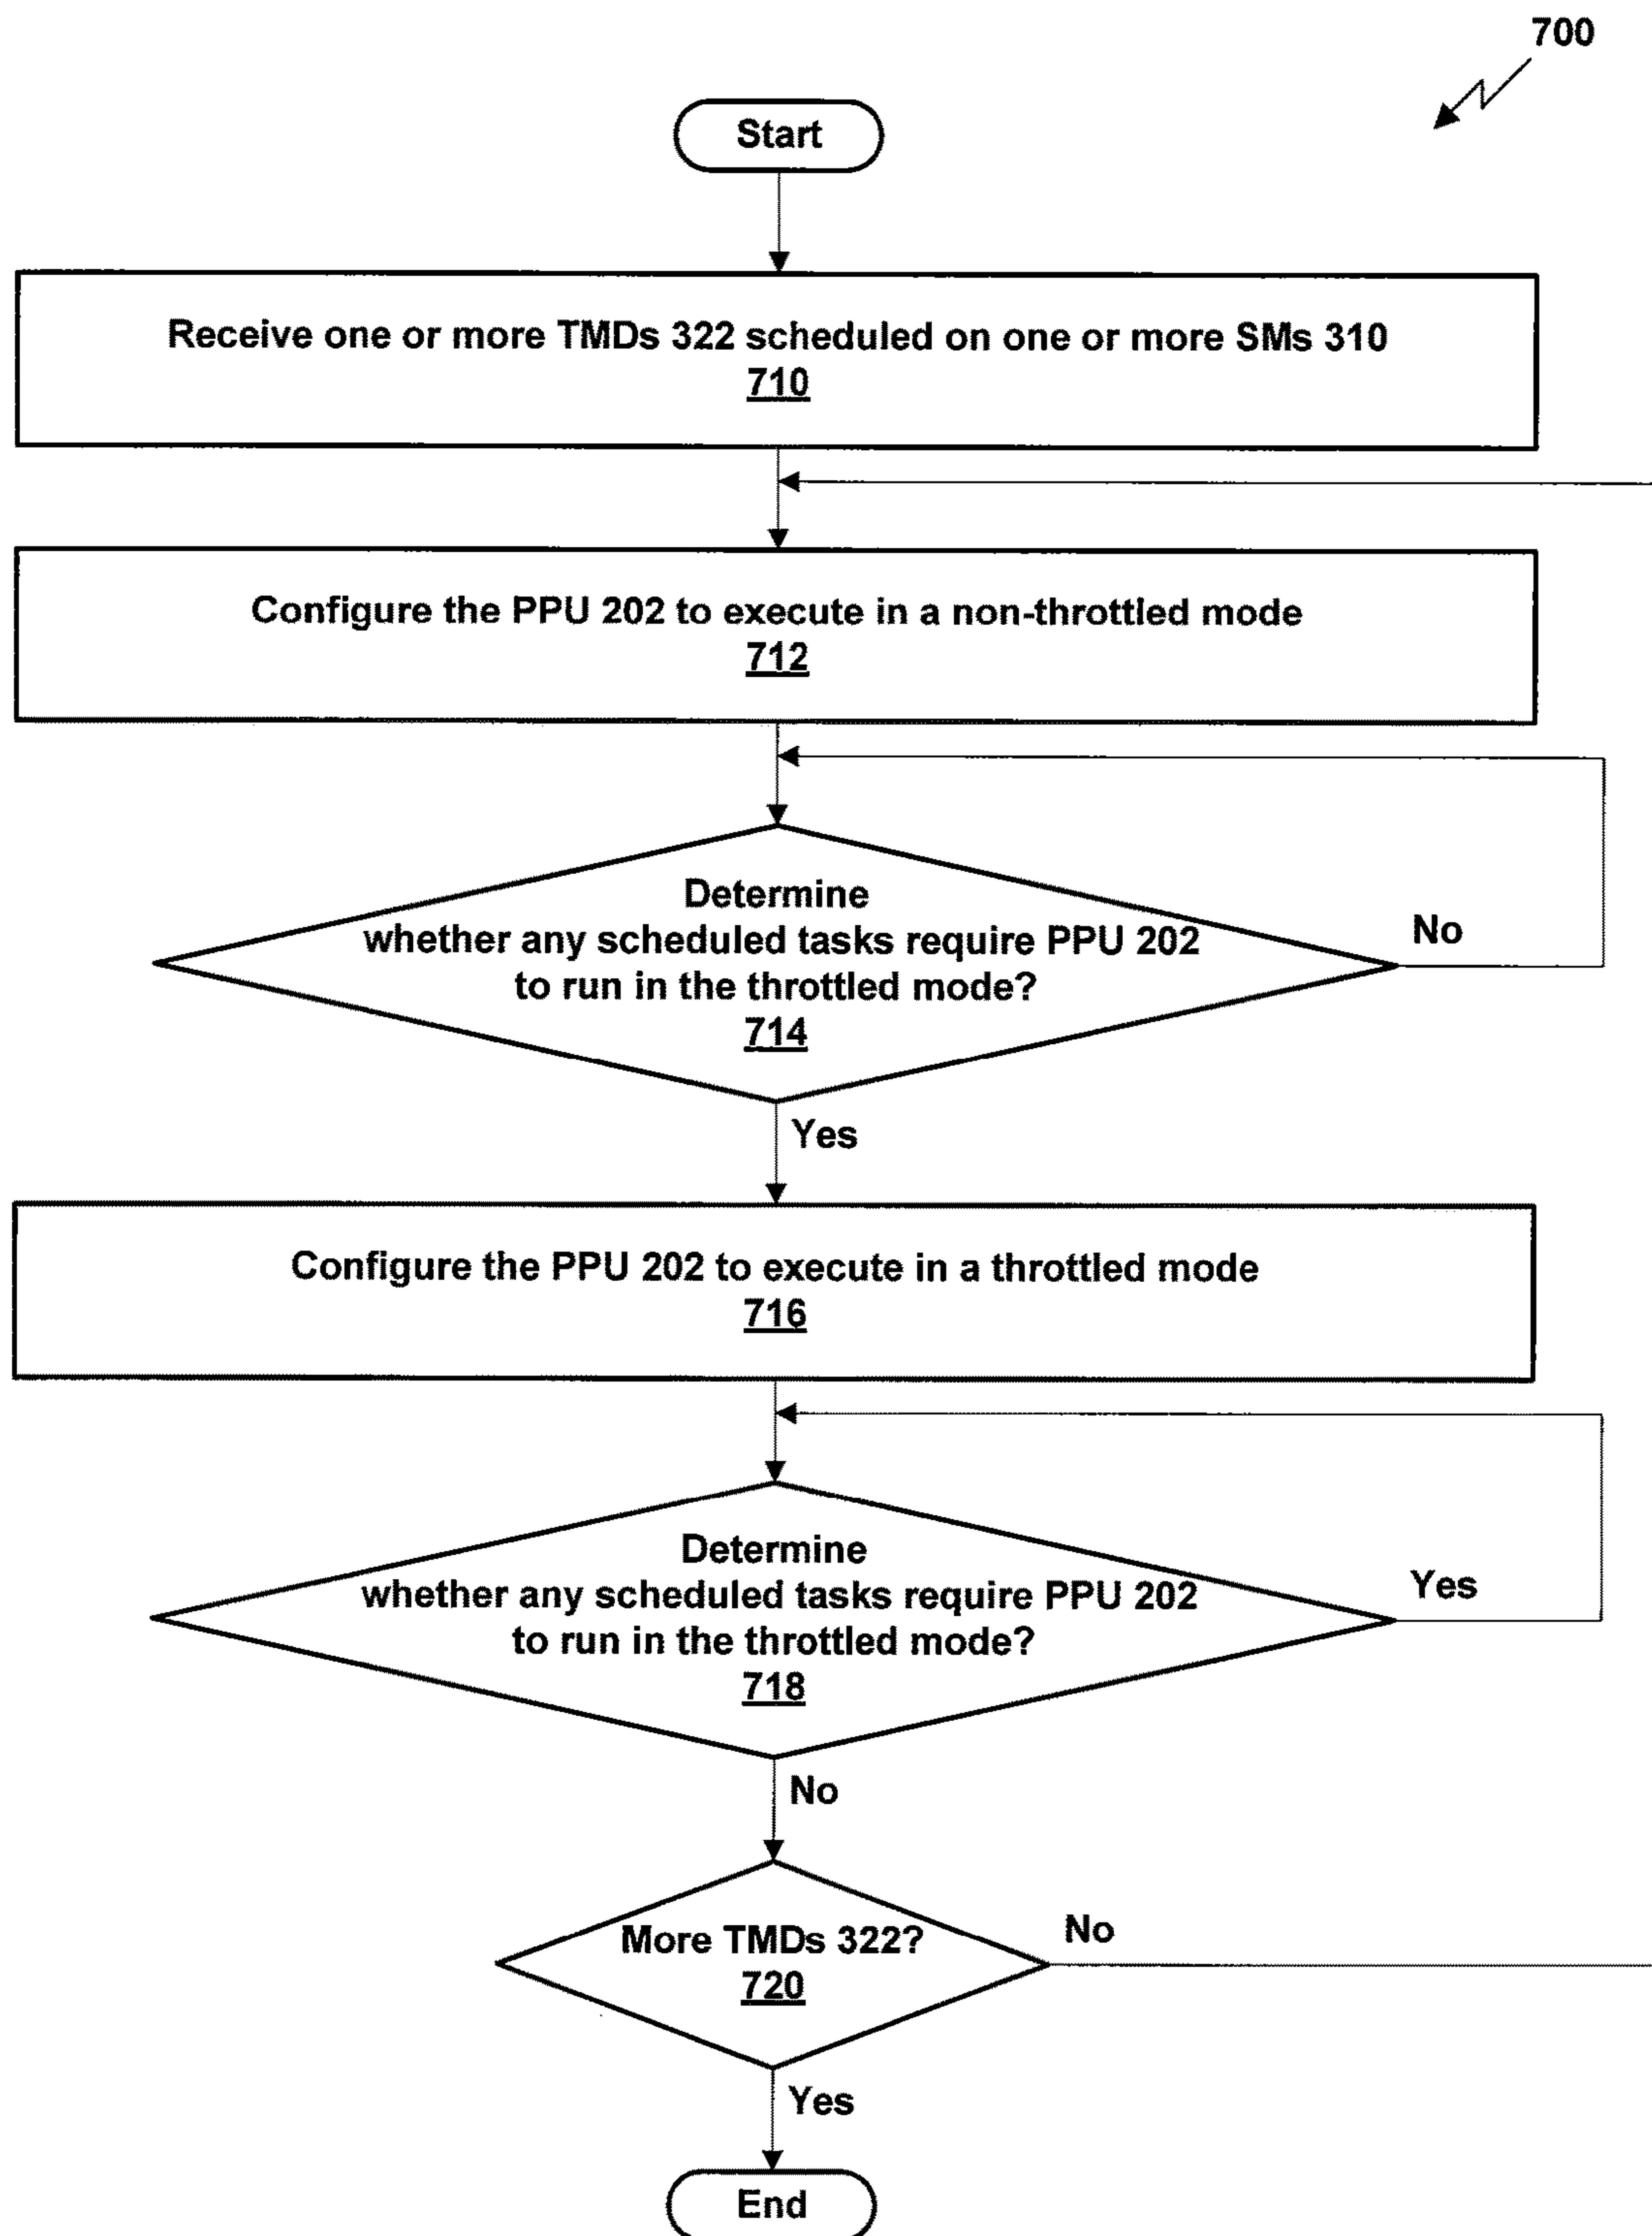 700
Start
Receive one or more TMDs 322 scheduled on one or more SMs 310
710
Configure the PPU 202 to execute in a non-throttled mode
712
Determine
whether any scheduled tasks require PPU 202
to run in the throttled mode?
714
No
Yes
Configure the PPU 202 to execute in a throttled mode
716
Determine
whether any scheduled tasks require PPU 202
to run in the throttled mode?
718
Yes
No
More TMDs 322?
720
No
Yes
End